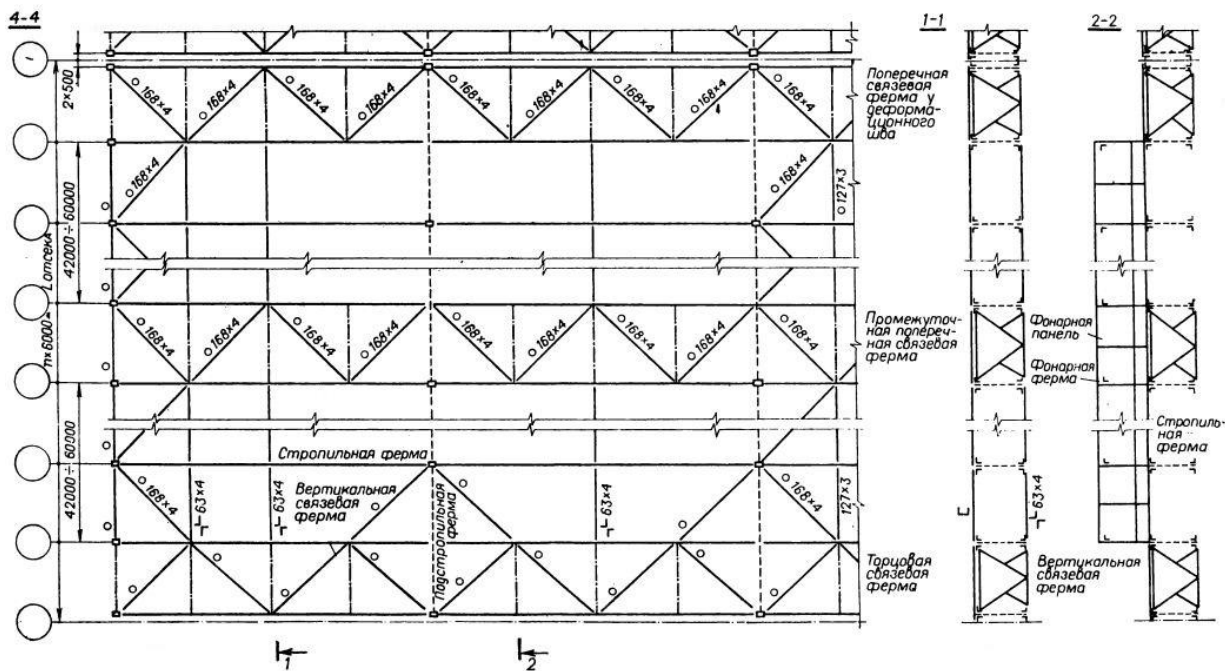 4-4
1-1
2-2
2×500
○168×4
○168×4
○168×4
○168×4
○168×4
○168×4
○168×4
○168×4
Поперечная
связевая
ферма у
деформа-
ционного
шва
○168×4
○168×4
○127×3
42000÷60000
n×6000= Lотсек
○168×4
○168×4
○168×4
○168×4
○168×4
○168×4
○168×4
○168×4
○168×4
Промежуточ-
ная попереч-
ная связевая
ферма
Фонарная
панель
Фонарная
ферма
42000÷60000
Стропильная ферма
Стропиль-
ная
ферма
○168×4
63×4
63×4
Вертикальная
связевая
ферма
Подстропильная
ферма
63×4
○168×4
127×3
63×4
Торцовая
связевая
ферма
Вертикальная
связевая
ферма
1
2